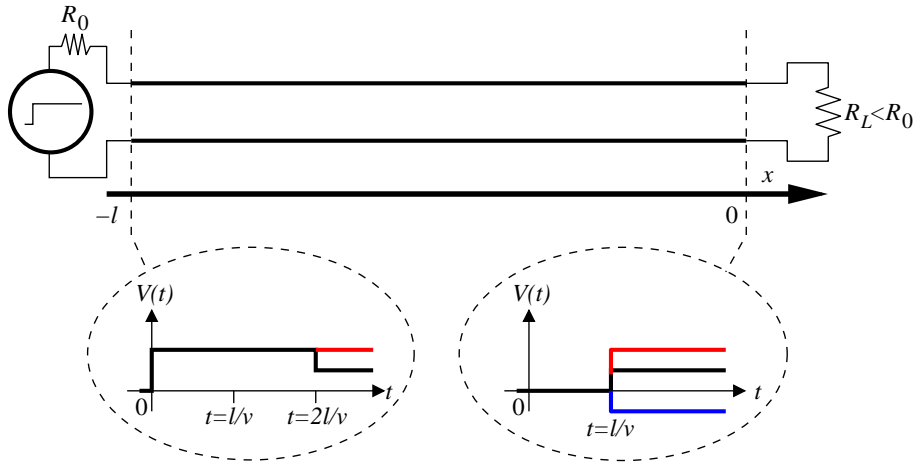 R0
RL<R0
x
–l
0
V(t)
0
t=l/v
t=2l/v
t
V(t)
0
t=l/v
t